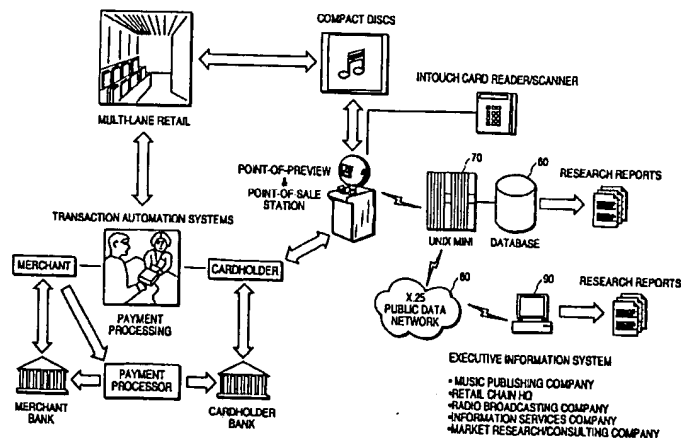 COMPACT DISCS
INTOUCH CARD READER/SCANNER
MULTI-LANE RETAIL
POINT-OF-PREVIEW
&
POINT-OF-SALE
STATION
70
60
RESEARCH REPORTS
UNIX MINI
DATABASE
TRANSACTION AUTOMATION SYSTEMS
MERCHANT
CARDHOLDER
PAYMENT
PROCESSING
80
X.25
PUBLIC DATA
NETWORK
90
RESEARCH REPORTS
PAYMENT
PROCESSOR
MERCHANT
BANK
CARDHOLDER
BANK
EXECUTIVE INFORMATION SYSTEM
• MUSIC PUBLISHING COMPANY
•RETAIL CHAIN HQ
•RADIO BROADCASTING COMPANY
•INFORMATION SERVICES COMPANY
•MARKET RESEARCH/CONSULTING COMPANY